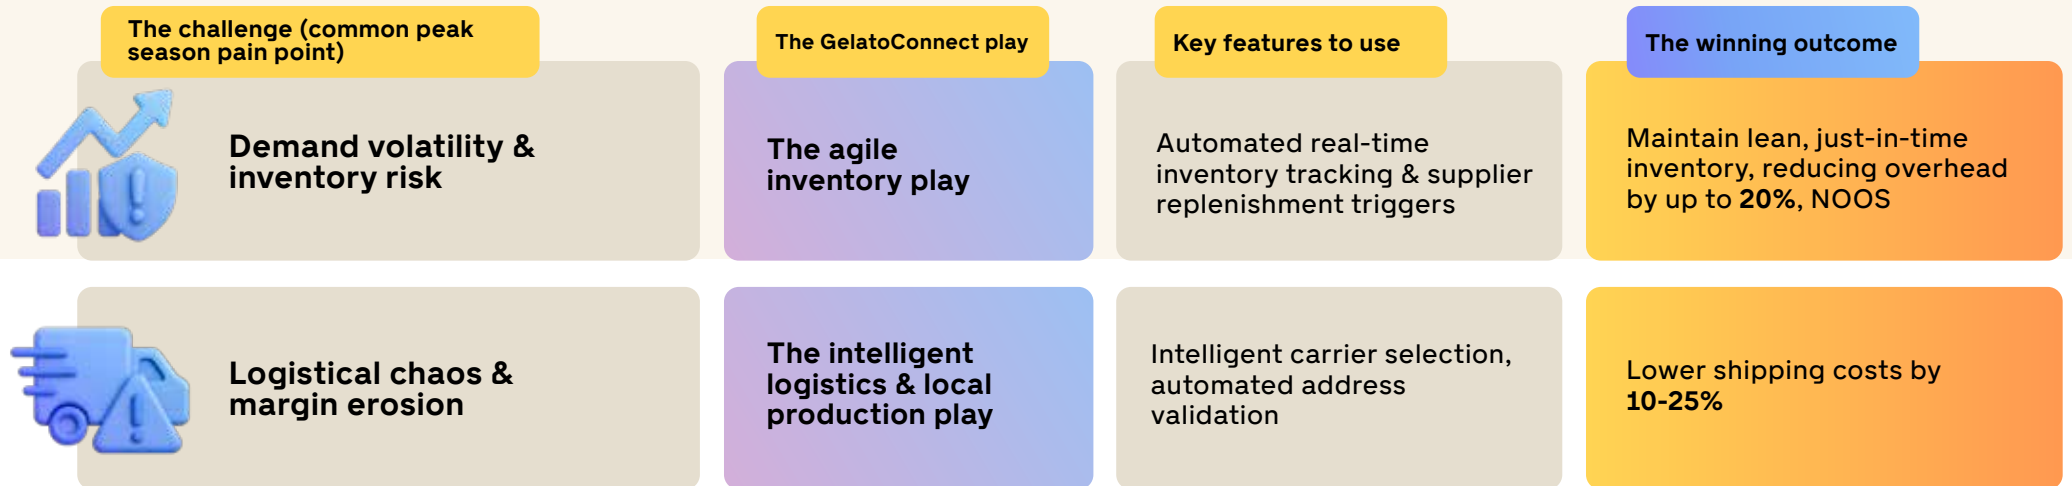 The challenge (common peak
season pain point)
The GelatoConnect play
Key features to use
The winning outcome
Demand volatility &
inventory risk
The agile
inventory play
Automated real-time
inventory tracking & supplier
replenishment triggers
Maintain lean, just-in-time
inventory, reducing overhead
by up to 20%, NOOS
Logistical chaos &
margin erosion
The intelligent
logistics & local
production play
Intelligent carrier selection,
automated address
validation
Lower shipping costs by
10-25%